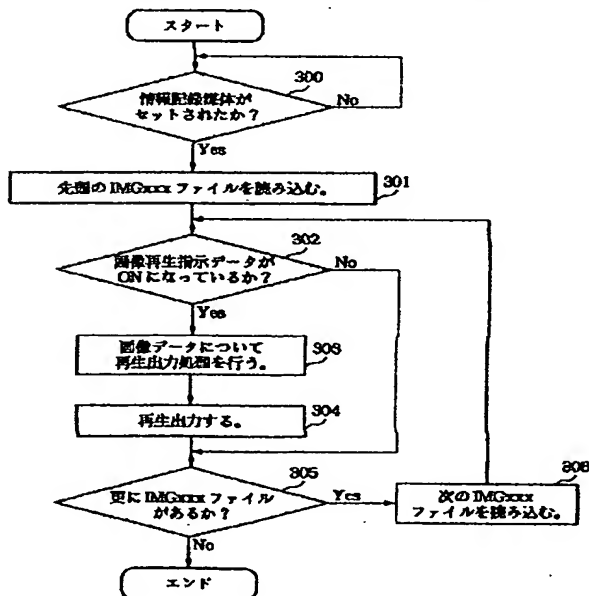 スタート
300
情報記録媒体が
セットされたか？
No
Yes
先頭のIMGxxxファイルを読み込む。
301
302
画像再生指示データが
ONになっているか？
No
Yes
画像データについて
再生出力処理を行う。
303
再生出力する。
304
305
更にIMGxxxファイル
があるか？
Yes
306
次のIMGxxx
ファイルを読み込む。
No
エンド